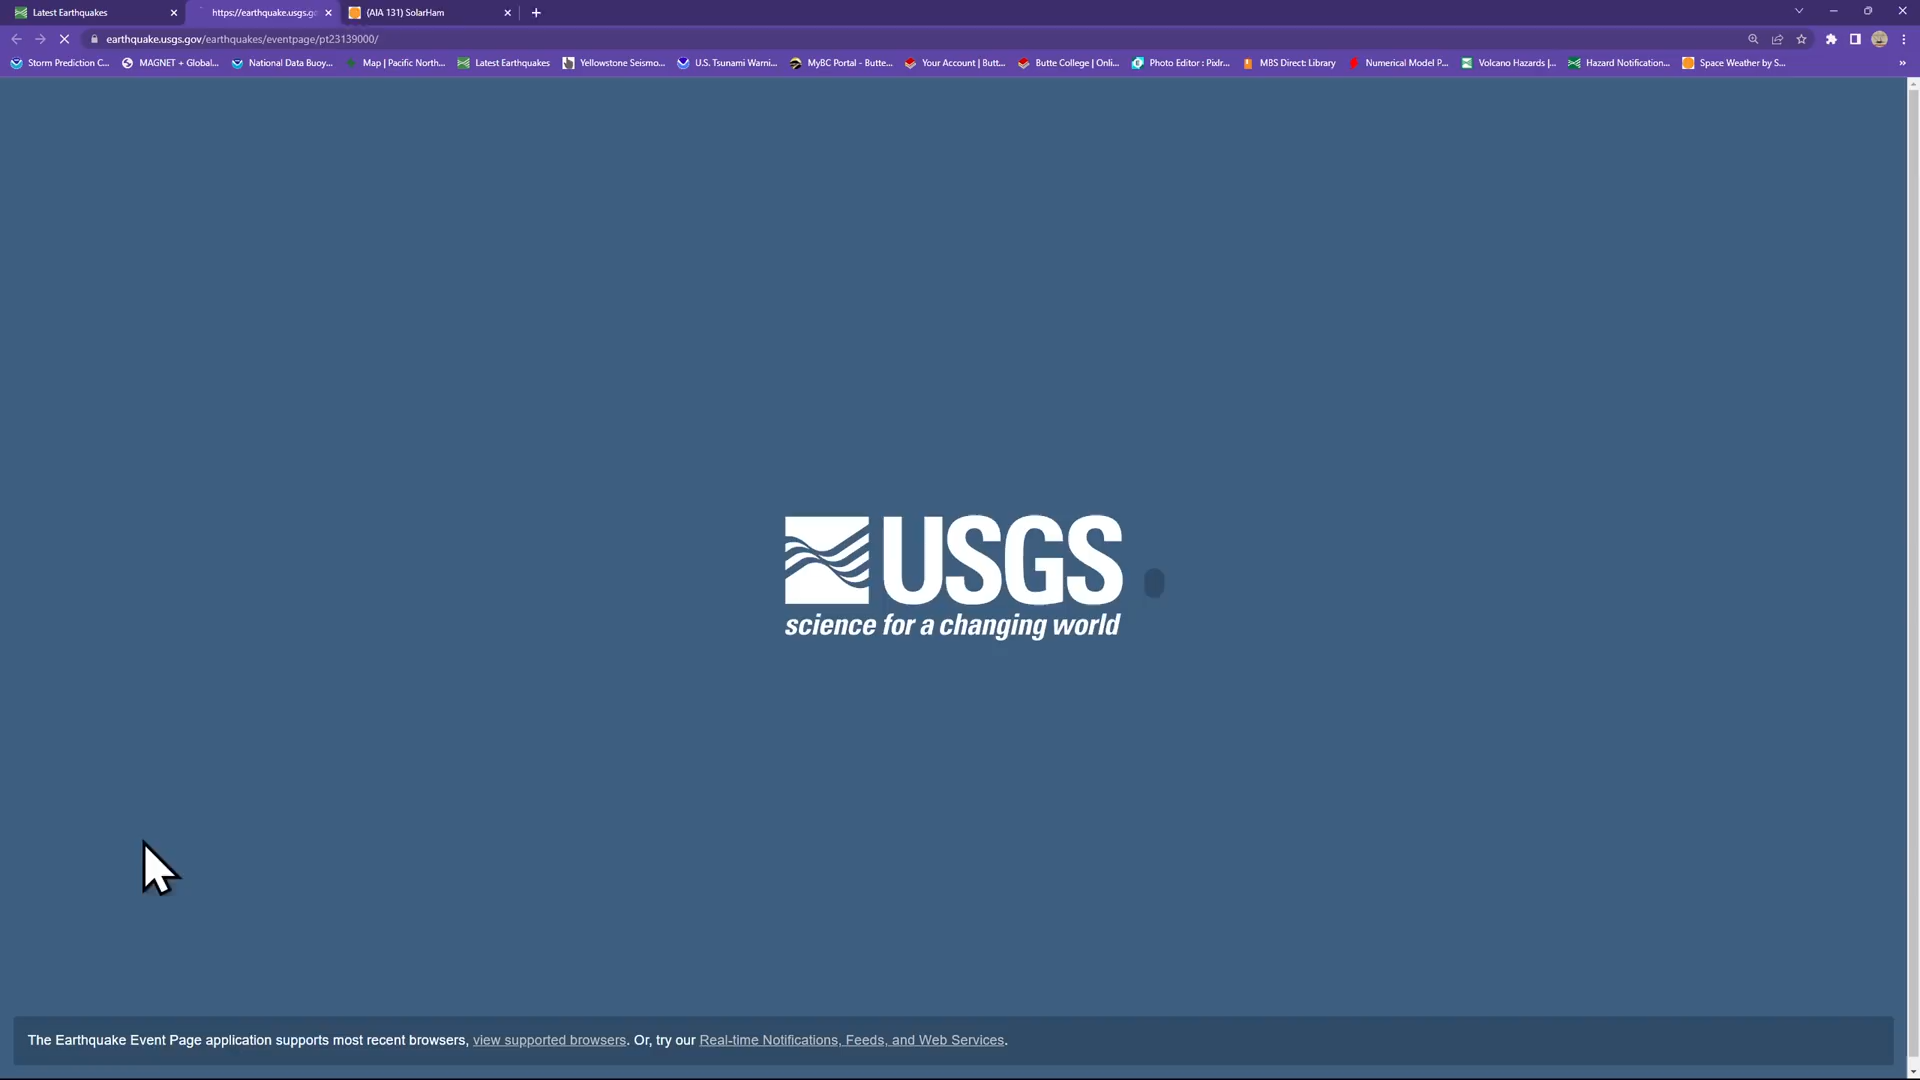 Latest Earthquakes
https://earthquake.usgs.go
(AIA 131) SolarHam
earthquake.usgs.gov/earthquakes/eventpage/pt23139000/
Storm Prediction C... MAGNET + Global... National Data Buoy... Map | Pacific North... Latest Earthquakes Yellowstone Seismo... U.S. Tsunami Warni... MyBC Portal - Butte... Your Account | Butt... Butte College | Onli... Photo Editor : Pixlr... MBS Direct: Library Numerical Model P... Volcano Hazards |... Hazard Notification... Space Weather by S... »
USGS
science for a changing world
The Earthquake Event Page application supports most recent browsers, view supported browsers. Or, try our Real-time Notifications, Feeds, and Web Services.